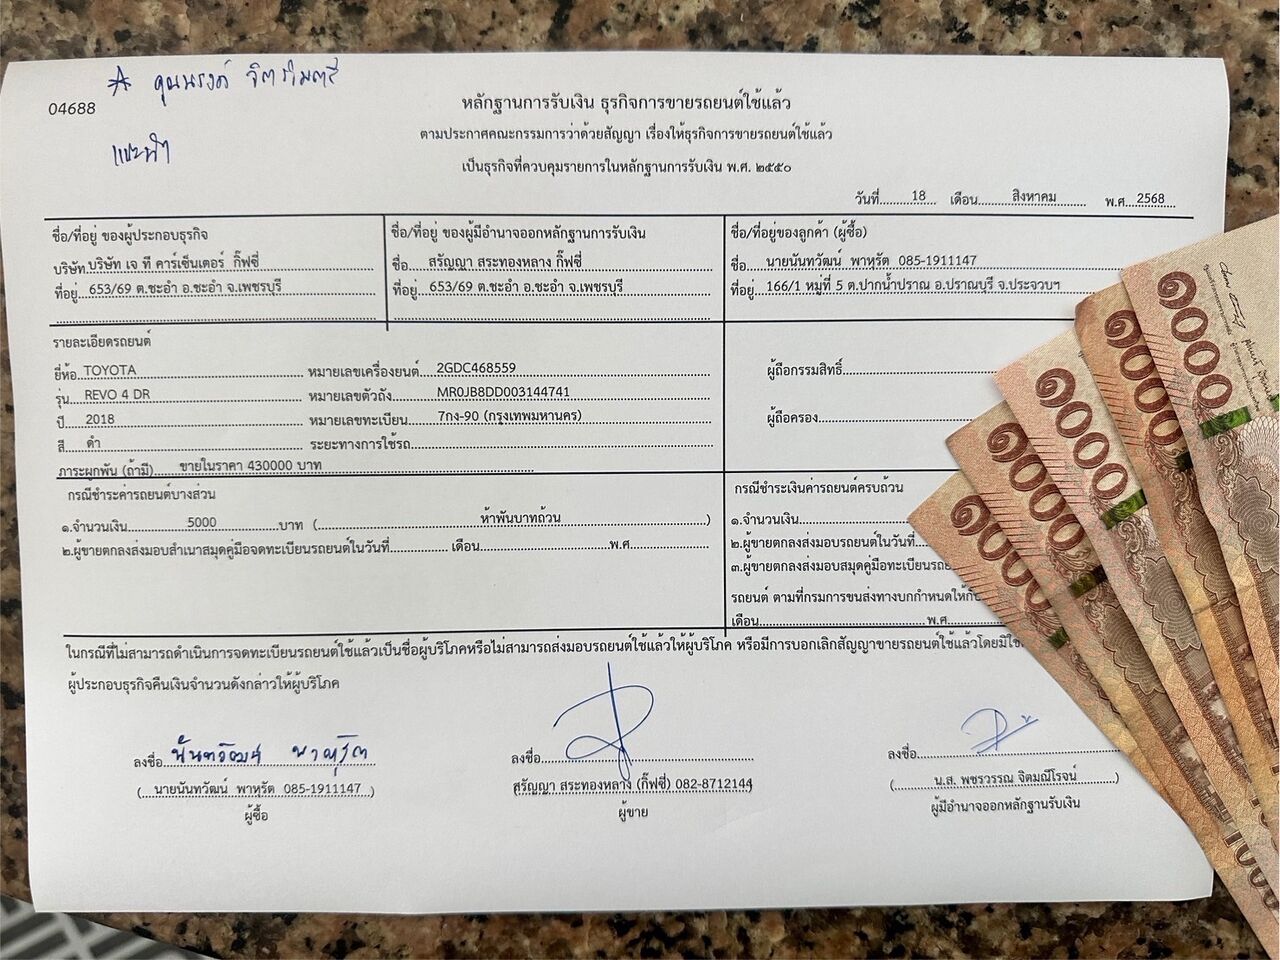 04688
แนะนำ
หลักฐานการรับเงิน ธุรกิจการขายรถยนต์ใช้แล้ว
ตามประกาศคณะกรรมการว่าด้วยสัญญา เรื่องให้ธุรกิจการขายรถยนต์ใช้แล้ว
เป็นธุรกิจที่ควบคุมรายการในหลักฐานการรับเงิน พ.ศ. ๒๕๕๐
วันที่ 18 เดือน สิงหาคม พ.ศ. 2568
ชื่อ/ที่อยู่ ของผู้ประกอบธุรกิจ
บริษัท บริษัท เจ ที คาร์เซ็นเตอร์ กิ๊ฟซี่
ที่อยู่ 653/69 ต.ชะอำ อ.ชะอำ จ.เพชรบุรี
ชื่อ/ที่อยู่ ของผู้มีอำนาจออกหลักฐานการรับเงิน
ชื่อ สรัญญา สระทองหลาง กิ๊ฟซี่
ที่อยู่ 653/69 ต.ชะอำ อ.ชะอำ จ.เพชรบุรี
ชื่อ/ที่อยู่ของลูกค้า (ผู้ซื้อ)
ชื่อ นายนันทวัฒน์ พาหุรัต 085-1911147
ที่อยู่ 166/1 หมู่ที่ 5 ต.ปากน้ำปราณ อ.ปราณบุรี จ.ประจวบฯ
รายละเอียดรถยนต์
ยี่ห้อ TOYOTA หมายเลขเครื่องยนต์ 2GDC468559
รุ่น REVO 4 DR หมายเลขตัวถัง MR0JB8DD003144741
ปี 2018 หมายเลขทะเบียน 7กง-90 (กรุงเทพมหานคร)
สี ดำ ระยะทางการใช้รถ
ภาระผูกพัน (ถ้ามี) ขายในราคา 430000 บาท
ผู้ถือกรรมสิทธิ์
ผู้ถือครอง
กรณีชำระค่ารถยนต์บางส่วน
๑.จำนวนเงิน 5000 บาท ( ห้าพันบาทถ้วน )
๒.ผู้ขายตกลงส่งมอบสำเนาสมุดคู่มือจดทะเบียนรถยนต์ในวันที่ เดือน พ.ศ
กรณีชำระเงินค่ารถยนต์ครบถ้วน
๑.จำนวนเงิน
๒.ผู้ขายตกลงส่งมอบรถยนต์ในวันที่
๓.ผู้ขายตกลงส่งมอบสมุดคู่มือทะเบียนรถย
รถยนต์ ตามที่กรมการขนส่งทางบกกำหนดให้กับ
เดือน พ.ศ.
ในกรณีที่ไม่สามารถดำเนินการจดทะเบียนรถยนต์ใช้แล้วเป็นชื่อผู้บริโภคหรือไม่สามารถส่งมอบรถยนต์ใช้แล้วให้ผู้บริโภค หรือมีการบอกเลิกสัญญาขายรถยนต์ใช้แล้วโดยมิใช่
ผู้ประกอบธุรกิจคืนเงินจำนวนดังกล่าวให้ผู้บริโภค
ลงชื่อ นันทวัฒน์ พาหุรัต
( นายนันทวัฒน์ พาหุรัต 085-1911147 )
ผู้ซื้อ
ลงชื่อ
สรัญญา สระทองหลาง (กิ๊ฟซี่) 082-8712144
ผู้ขาย
ลงชื่อ
( น.ส. พชรวรรณ จิตมณีโรจน์ )
ผู้มีอำนาจออกหลักฐานรับเงิน
๑๐๐๐
๑๐๐๐
๑๐๐๐
๑๐๐๐
๑๐๐๐
1000